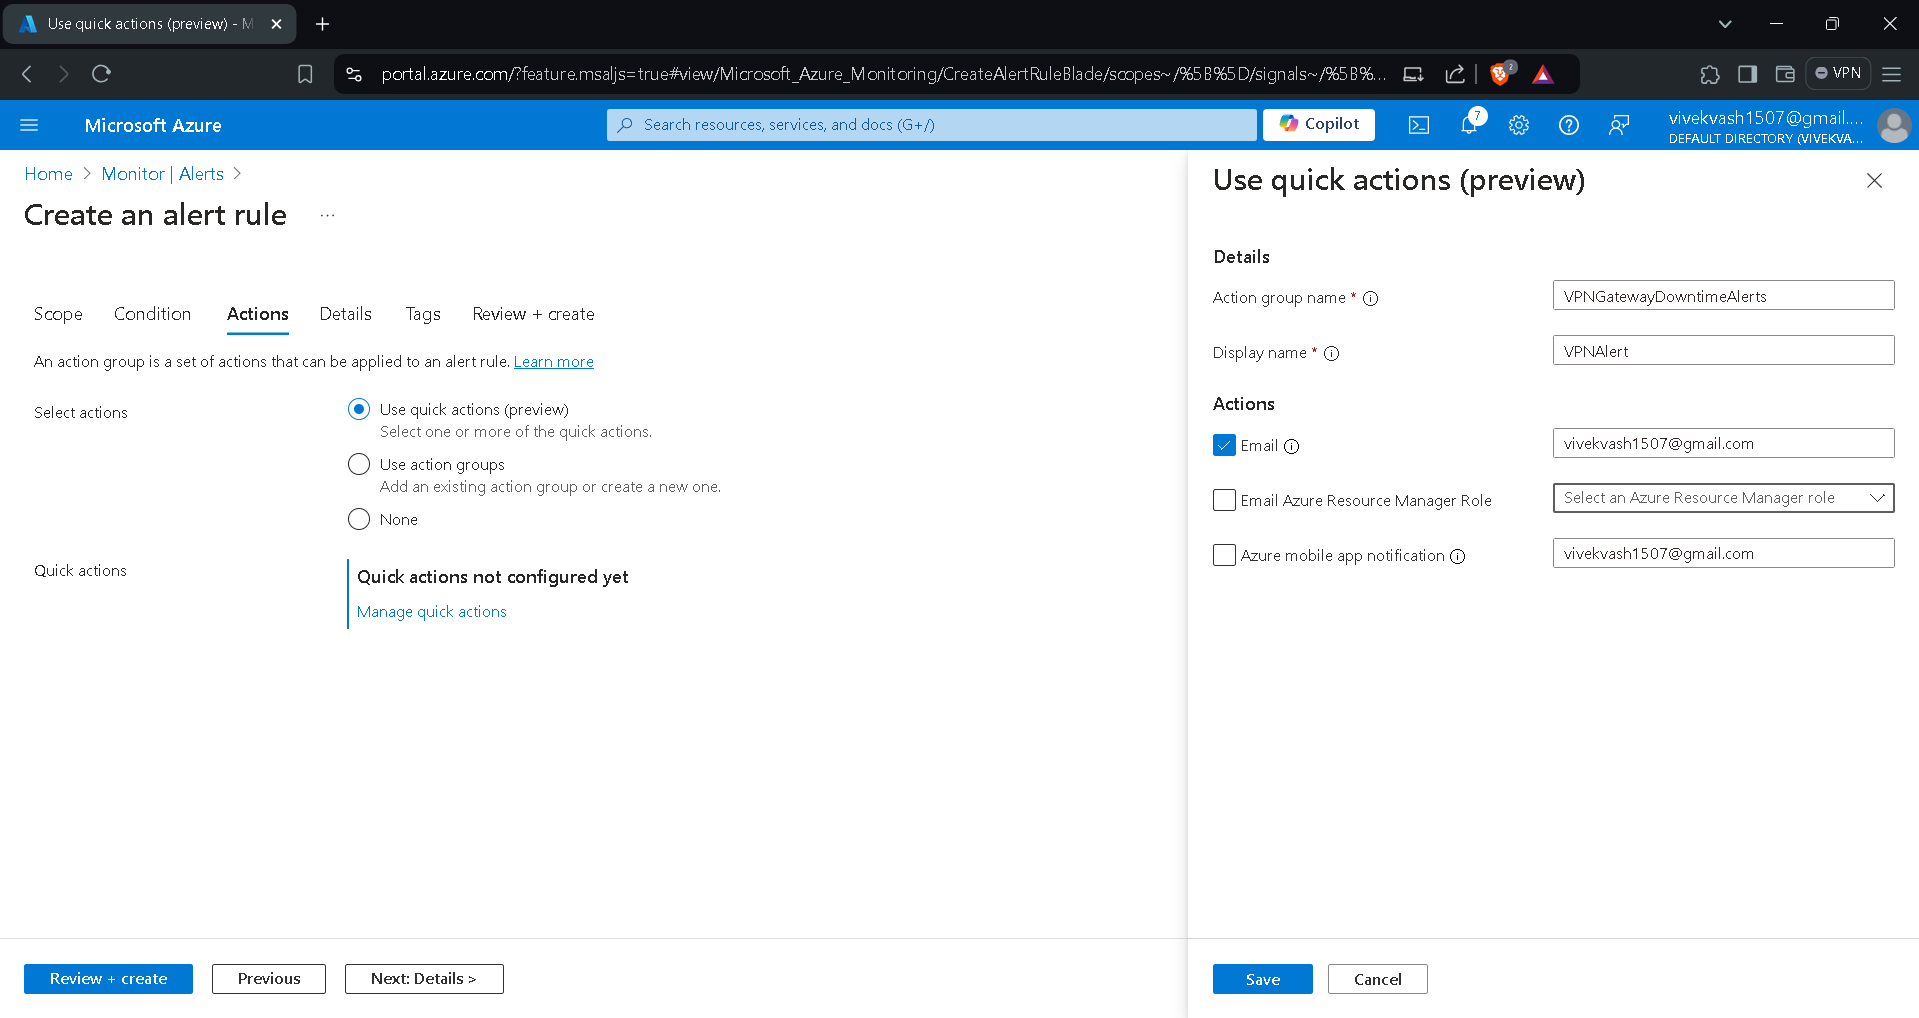 Use quick actions (preview) - M
portal.azure.com/?feature.msaljs=true#view/Microsoft_Azure_Monitoring/CreateAlertRuleBlade/scopes~/%5B%5D/signals~/%5B%...
2
VPN
Microsoft Azure
Search resources, services, and docs (G+/)
Copilot
7
vivekvash1507@gmail....
DEFAULT DIRECTORY (VIVEKVA...
Home > Monitor | Alerts >
Create an alert rule ...
Scope Condition Actions Details Tags Review + create
An action group is a set of actions that can be applied to an alert rule. Learn more
Select actions
Use quick actions (preview)
Select one or more of the quick actions.
Use action groups
Add an existing action group or create a new one.
None
Quick actions
Quick actions not configured yet
Manage quick actions
Review + create
Previous
Next: Details >
Use quick actions (preview)
Details
Action group name *
VPNGatewayDowntimeAlerts
Display name *
VPNAlert
Actions
Email
vivekvash1507@gmail.com
Email Azure Resource Manager Role
Select an Azure Resource Manager role
Azure mobile app notification
vivekvash1507@gmail.com
Save
Cancel